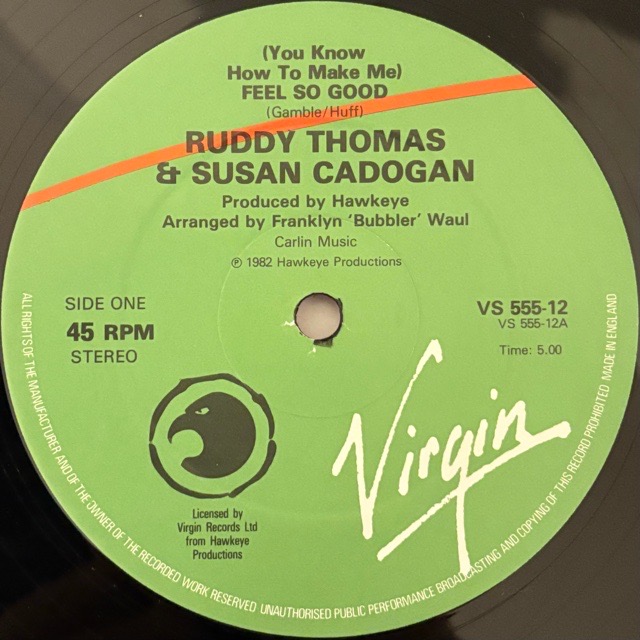 (You Know
How To Make Me)
FEEL SO GOOD
(Gamble/Huff)
RUDDY THOMAS
& SUSAN CADOGAN
Produced by Hawkeye
Arranged by Franklyn 'Bubbler' Waul
Carlin Music
℗ 1982 Hawkeye Productions
SIDE ONE
45 RPM
STEREO
VS 555-12
VS 555-12A
Time: 5.00
Virgin
Licensed by
Virgin Records Ltd
from Hawkeye
Productions
ALL RIGHTS OF THE MANUFACTURER AND OF THE OWNER OF THE RECORDED WORK RESERVED UNAUTHORISED PUBLIC PERFORMANCE BROADCASTING AND COPYING OF THIS RECORD PROHIBITED MADE IN ENGLAND